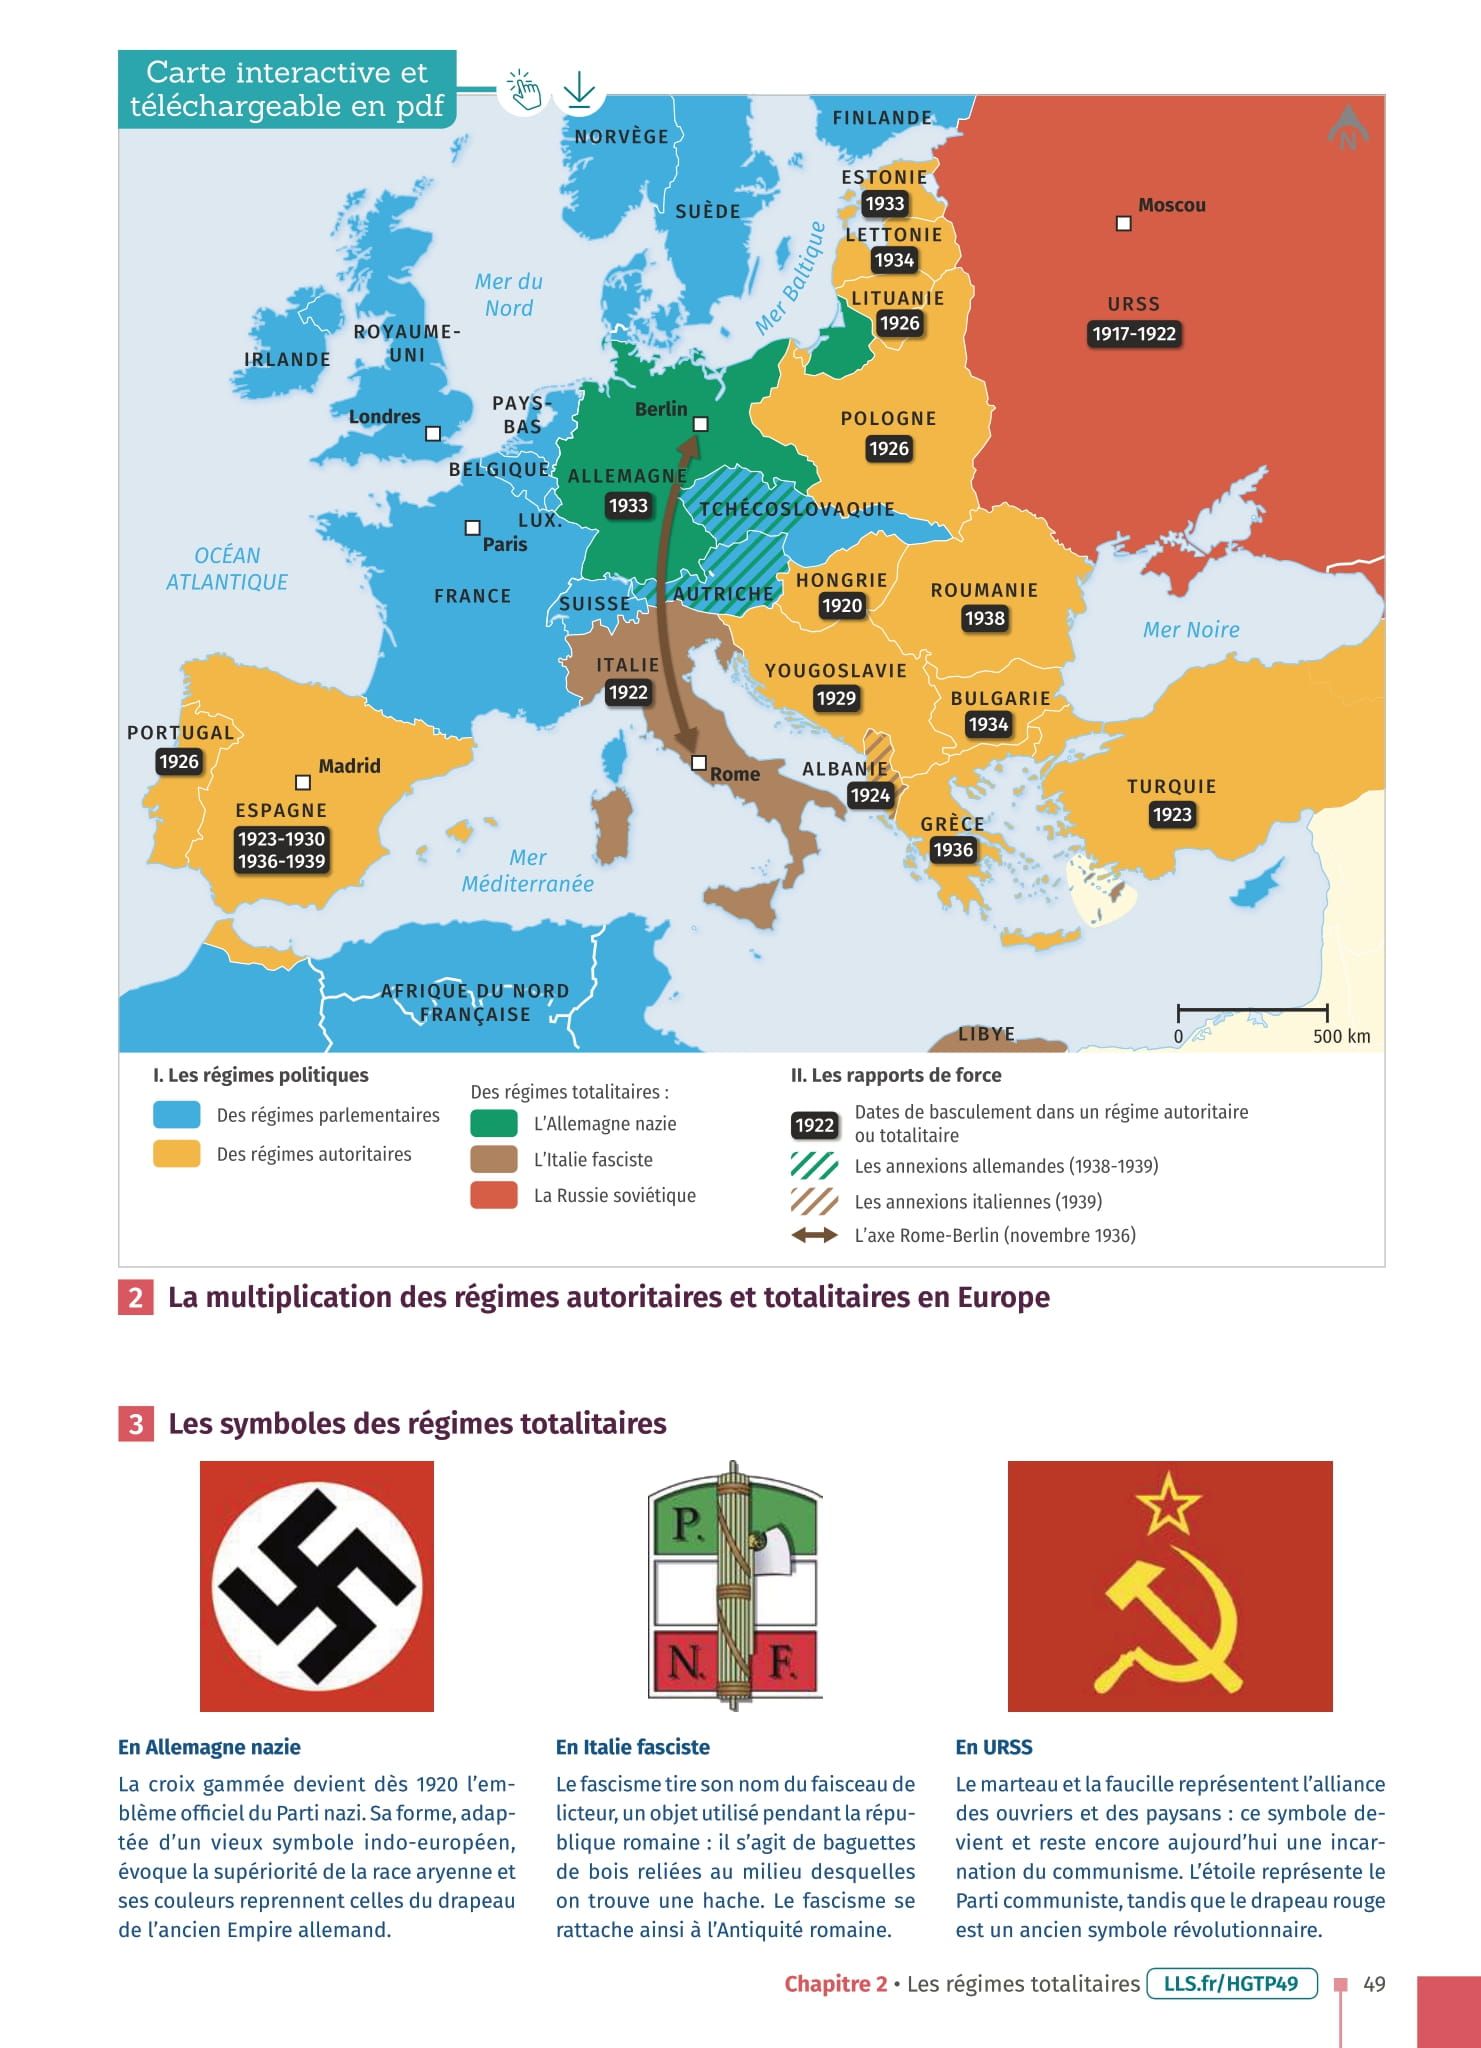 Carte interactive et
téléchargeable en pdf
N
NORVÈGE
FINLANDE
SUÈDE
ESTONIE
1933
LETTONIE
1934
LITUANIE
1926
Mer Baltique
Moscou
URSS
1917-1922
Mer du
Nord
ROYAUME-
UNI
IRLANDE
Londres
PAYS-
BAS
BELGIQUE
LUX.
Berlin
ALLEMAGNE
1933
POLOGNE
1926
TCHÉCOSLOVAQUIE
Paris
OCÉAN
ATLANTIQUE
FRANCE
SUISSE
AUTRICHE
HONGRIE
1920
ROUMANIE
1938
Mer Noire
ITALIE
1922
YOUGOSLAVIE
1929
BULGARIE
1934
PORTUGAL
1926
Madrid
ESPAGNE
1923-1930
1936-1939
Rome
ALBANIE
1924
GRÈCE
1936
TURQUIE
1923
Mer
Méditerranée
AFRIQUE DU NORD
FRANÇAISE
LIBYE
0 500 km
I. Les régimes politiques
Des régimes parlementaires
Des régimes autoritaires
Des régimes totalitaires :
L'Allemagne nazie
L'Italie fasciste
La Russie soviétique
II. Les rapports de force
1922
Dates de basculement dans un régime autoritaire
ou totalitaire
Les annexions allemandes (1938-1939)
Les annexions italiennes (1939)
L'axe Rome-Berlin (novembre 1936)
2 La multiplication des régimes autoritaires et totalitaires en Europe
3 Les symboles des régimes totalitaires
P.
N. F.
En Allemagne nazie
La croix gammée devient dès 1920 l'em-
blème officiel du Parti nazi. Sa forme, adap-
tée d'un vieux symbole indo-européen,
évoque la supériorité de la race aryenne et
ses couleurs reprennent celles du drapeau
de l'ancien Empire allemand.
En Italie fasciste
Le fascisme tire son nom du faisceau de
licteur, un objet utilisé pendant la répu-
blique romaine : il s'agit de baguettes
de bois reliées au milieu desquelles
on trouve une hache. Le fascisme se
rattache ainsi à l'Antiquité romaine.
En URSS
Le marteau et la faucille représentent l'alliance
des ouvriers et des paysans : ce symbole de-
vient et reste encore aujourd'hui une incar-
nation du communisme. L'étoile représente le
Parti communiste, tandis que le drapeau rouge
est un ancien symbole révolutionnaire.
Chapitre 2 • Les régimes totalitaires LLS.fr/HGTP49 49